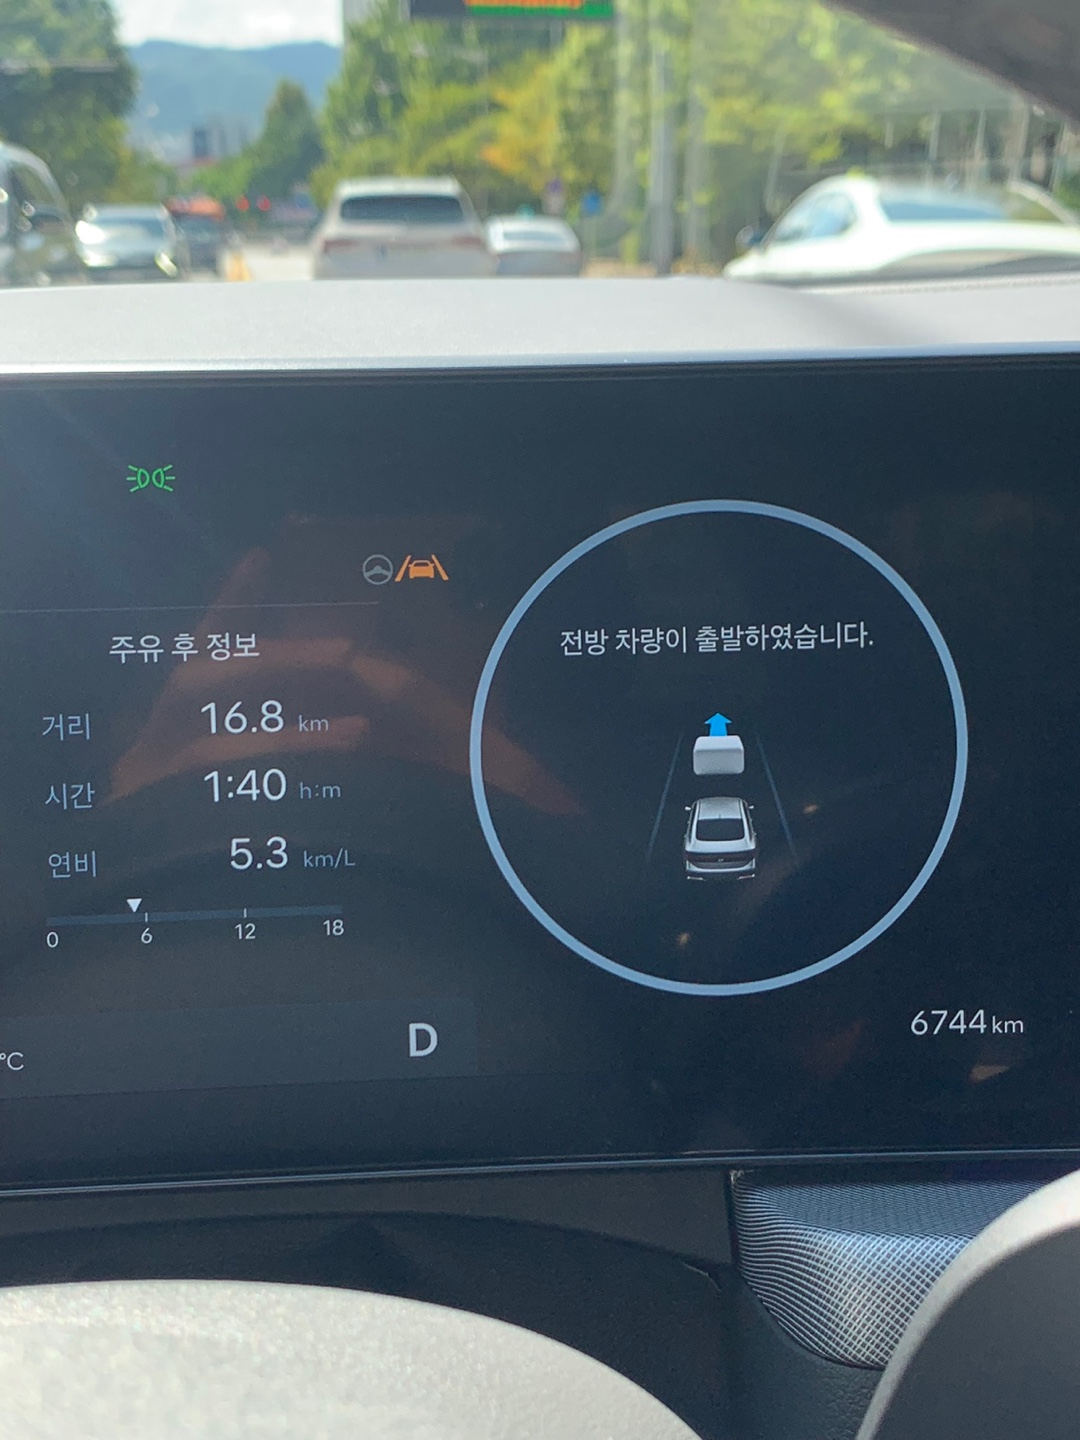 주유 후 정보
거리 16.8 km
시간 1:40 h:m
연비 5.3 km/L
0 6 12 18
전방 차량이 출발하였습니다.
°C
D
6744 km